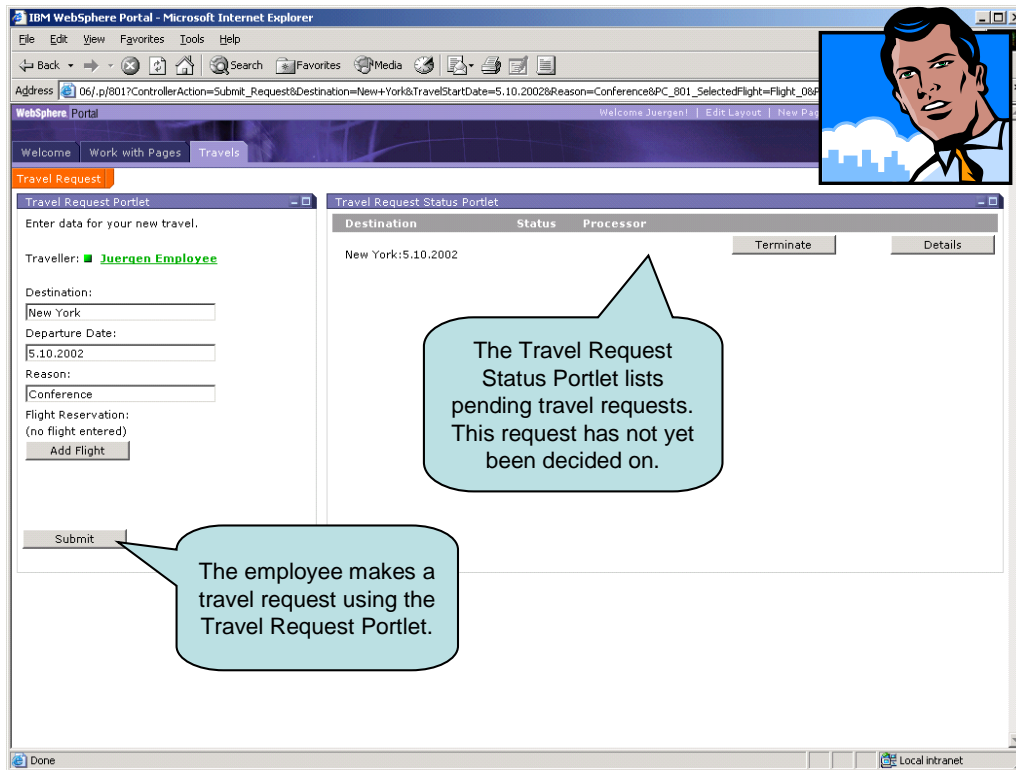 IBM WebSphere Portal - Microsoft Internet Explorer
File Edit View Favorites Tools Help
Back Search Favorites Media
Address 06/.p/801?ControllerAction=Submit_Request&Destination=New+York&TravelStartDate=5.10.2002&Reason=Conference&PC_801_SelectedFlight=Flight_0&P
WebSphere Portal Welcome Juergen! | Edit Layout | New Pag
Welcome Work with Pages Travels
Travel Request
Travel Request Portlet
Enter data for your new travel.
Traveller: Juergen Employee
Destination:
New York
Departure Date:
5.10.2002
Reason:
Conference
Flight Reservation:
(no flight entered)
Add Flight
Submit
Travel Request Status Portlet
Destination Status Processor
New York:5.10.2002 Terminate Details
The Travel Request
Status Portlet lists
pending travel requests.
This request has not yet
been decided on.
The employee makes a
travel request using the
Travel Request Portlet.
Done Local intranet